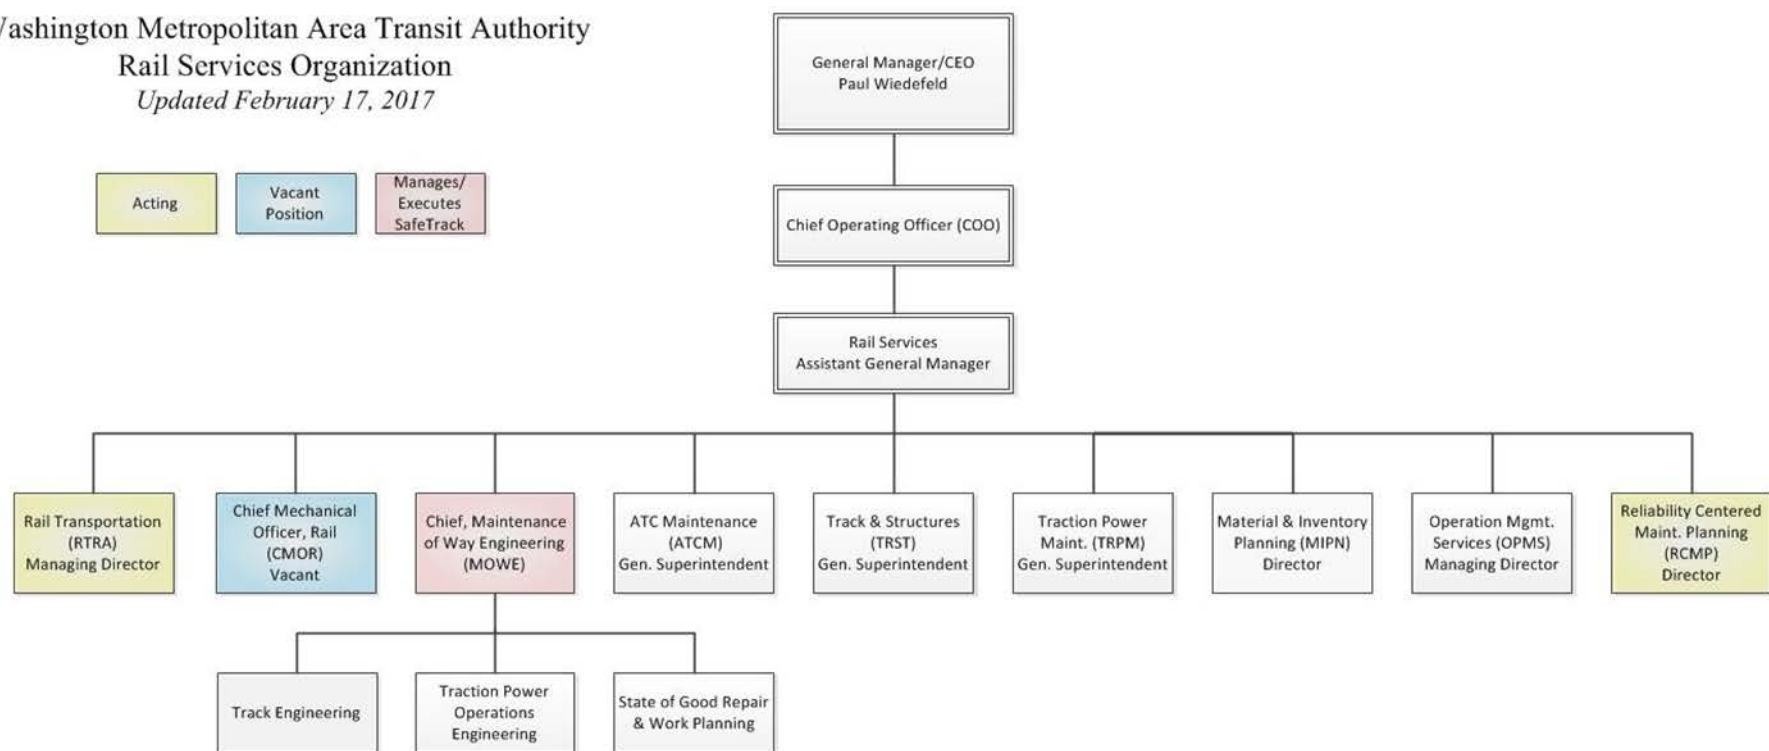 Washington Metropolitan Area Transit Authority
Rail Services Organization
Updated February 17, 2017
General Manager/CEO
Paul Wiedefeld
Acting
Vacant
Position
Manages/
Executes
SafeTrack
Chief Operating Officer (COO)
Rail Services
Assistant General Manager
Rail Transportation
(RTRA)
Managing Director
Chief Mechanical
Officer, Rail
(CMOR)
Vacant
Chief, Maintenance
of Way Engineering
(MOWE)
ATC Maintenance
(ATCM)
Gen. Superintendent
Track & Structures
(TRST)
Gen. Superintendent
Traction Power
Maint. (TRPM)
Gen. Superintendent
Material & Inventory
Planning (MIPN)
Director
Operation Mgmt.
Services (OPMS)
Managing Director
Reliability Centered
Maint. Planning
(RCMP)
Director
Track Engineering
Traction Power
Operations
Engineering
State of Good Repair
& Work Planning